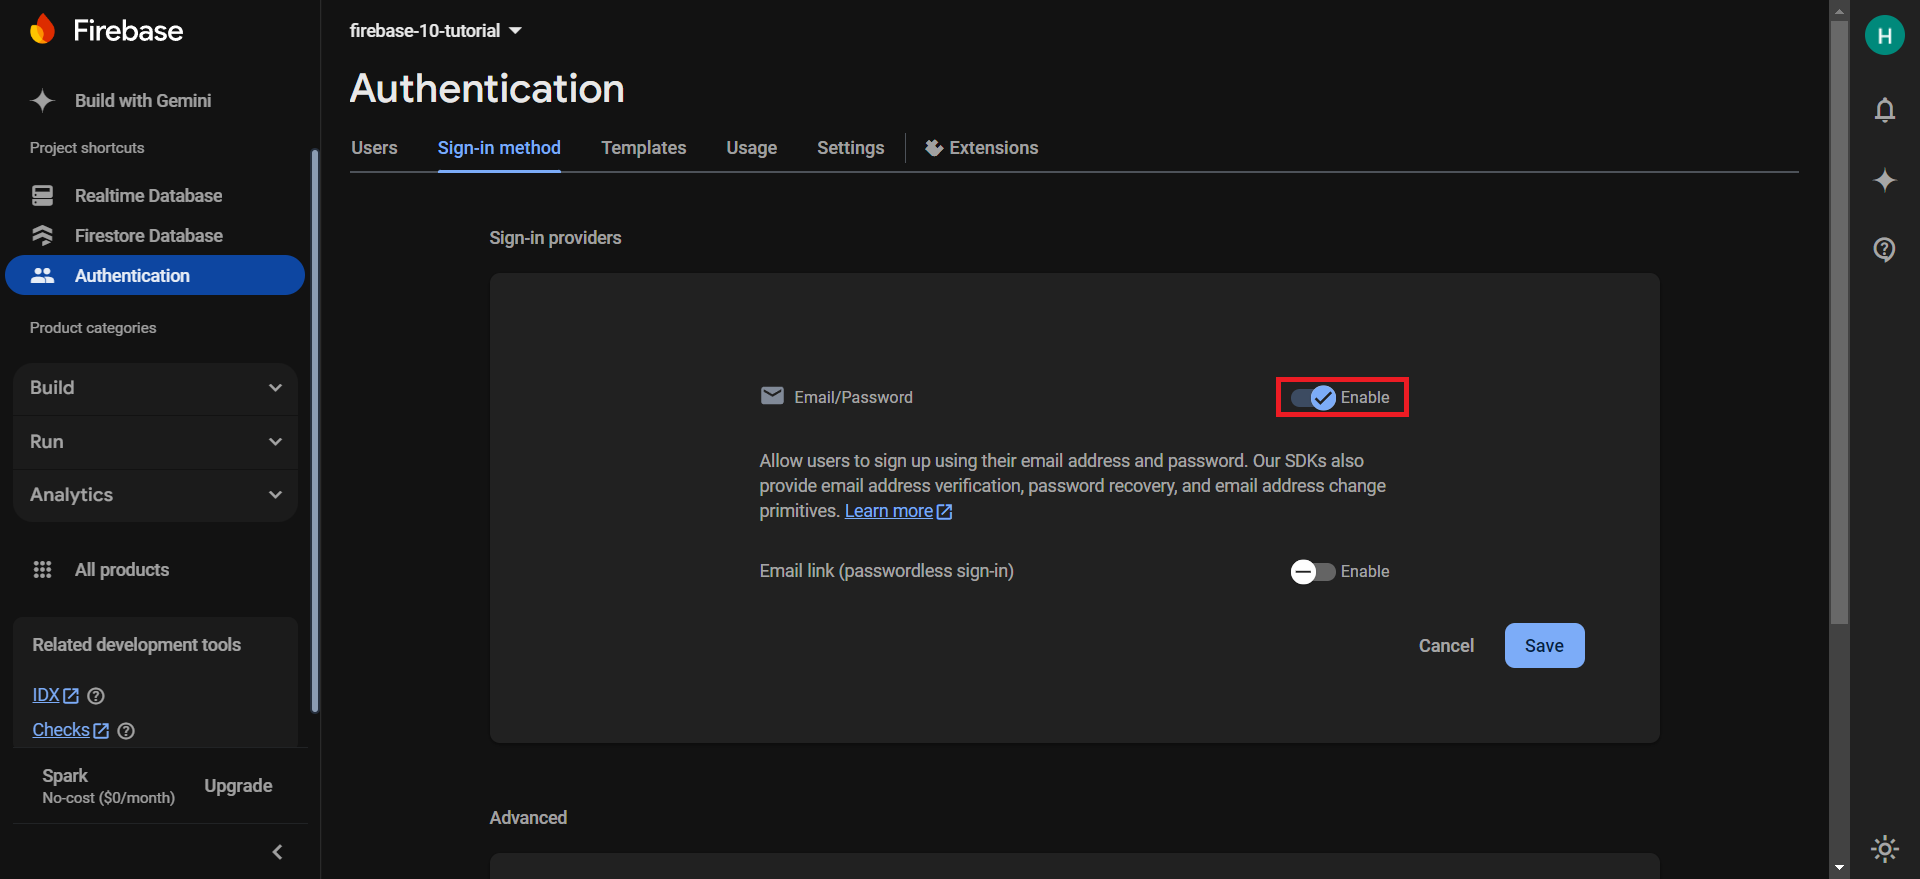 Firebase
Build with Gemini
Project shortcuts
Realtime Database
Firestore Database
Authentication
Product categories
Build
Run
Analytics
All products
Related development tools
IDX
Checks
Spark
No-cost ($0/month)
Upgrade
firebase-10-tutorial
Authentication
Users Sign-in method Templates Usage Settings Extensions
Sign-in providers
Email/Password Enable
Allow users to sign up using their email address and password. Our SDKs also
provide email address verification, password recovery, and email address change
primitives. Learn more
Email link (passwordless sign-in) Enable
Cancel Save
Advanced
H